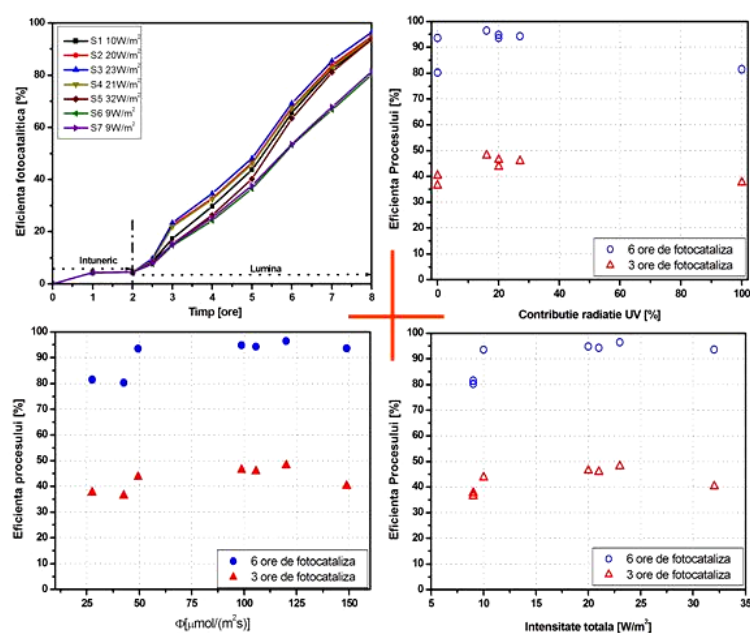 Eficienta fotocatalitica (%)
100
80
60
40
20
0
S1 10W/m²
S2 20W/m²
S3 23W/m²
S4 21W/m²
S5 32W/m²
S6 9W/m²
S7 9W/m²
Intuneric
Lumina
0 1 2 3 4 5 6 7 8
Timp [ore]
Eficienta Procesului [%]
100
90
80
70
60
50
40
30
20
10
0
6 ore de fotocataliza
3 ore de fotocataliza
0 20 40 60 80 100
Contributie radiatie UV [%]
Eficienta procesului [%]
100
90
80
70
60
50
40
30
20
10
0
6 ore de fotocataliza
3 ore de fotocataliza
25 50 75 100 125 150
Φ[μmol/(m²s)]
Eficienta Procesului [%]
100
90
80
70
60
50
40
30
20
10
0
6 ore de fotocataliza
3 ore de fotocataliza
5 10 15 20 25 30 35
Intensitate totala [W/m²]